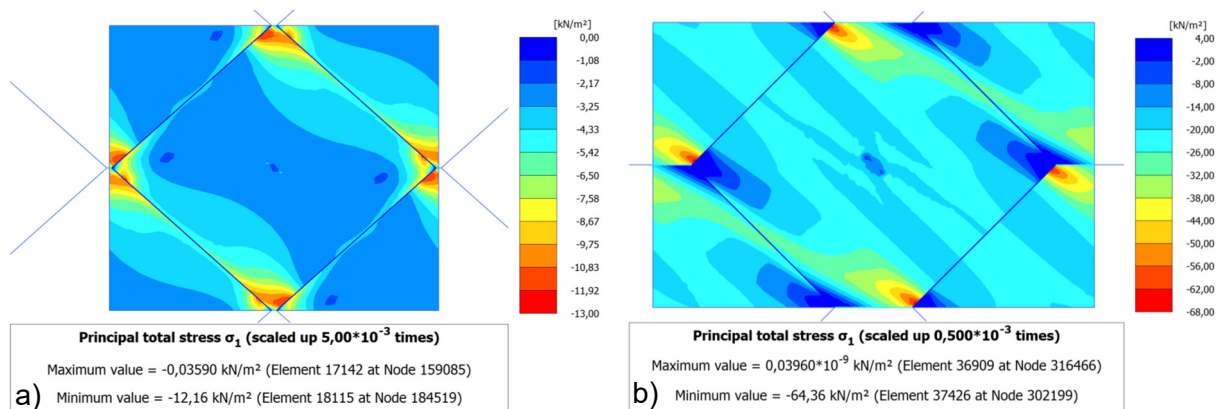 [kN/m²]
0,00
-1,08
-2,17
-3,25
-4,33
-5,42
-6,50
-7,58
-8,67
-9,75
-10,83
-11,92
-13,00
Principal total stress σ₁ (scaled up 5,00*10⁻³ times)
Maximum value = -0,03590 kN/m² (Element 17142 at Node 159085)
Minimum value = -12,16 kN/m² (Element 18115 at Node 184519)
a)
[kN/m²]
4,00
-2,00
-8,00
-14,00
-20,00
-26,00
-32,00
-38,00
-44,00
-50,00
-56,00
-62,00
-68,00
Principal total stress σ₁ (scaled up 0,500*10⁻³ times)
Maximum value = 0,03960*10⁻⁹ kN/m² (Element 36909 at Node 316466)
Minimum value = -64,36 kN/m² (Element 37426 at Node 302199)
b)